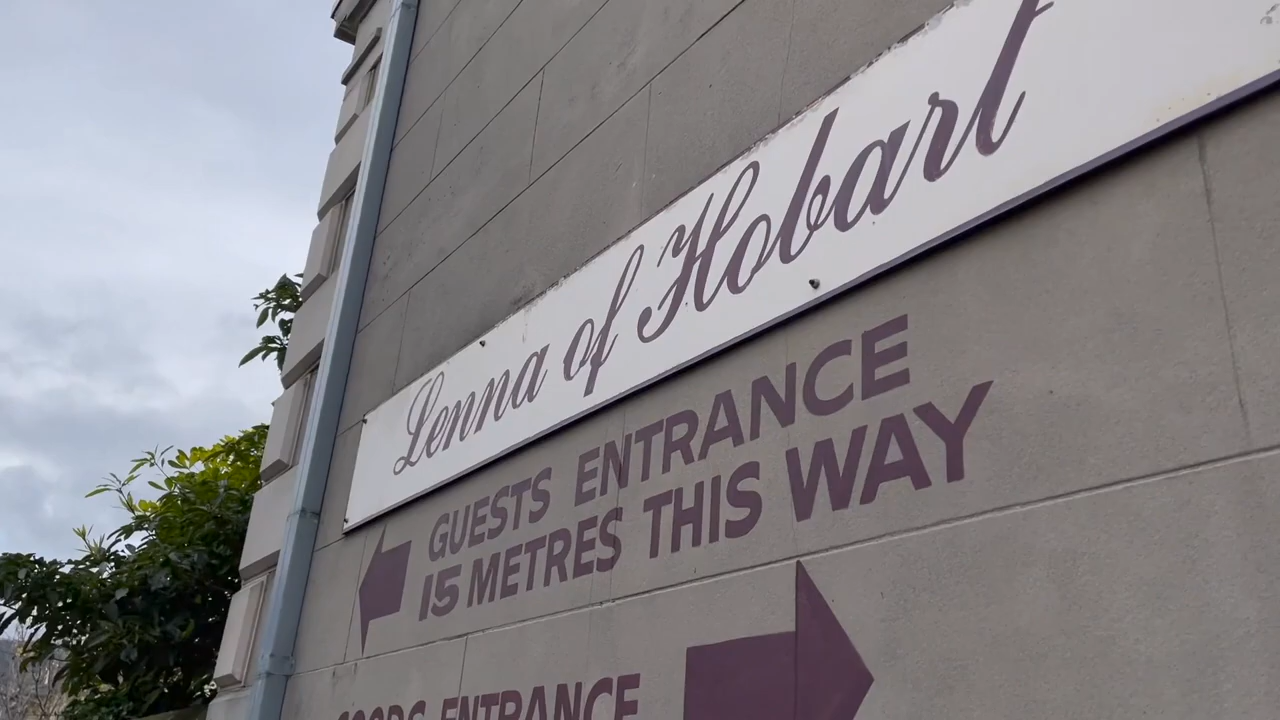 Lenna of Hobart
GUESTS ENTRANCE
15 METRES THIS WAY
GOODS ENTRANCE